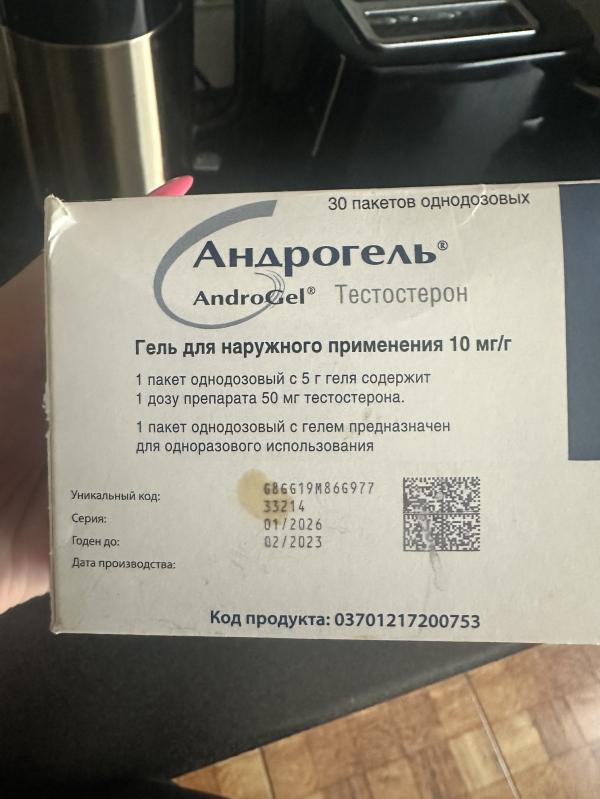 30 пакетов однодозовых
Андрогель®
AndroGel® Тестостерон
Гель для наружного применения 10 мг/г
1 пакет однодозовый с 5 г геля содержит
1 дозу препарата 50 мг тестостерона.
1 пакет однодозовый с гелем предназначен
для одноразового использования
Уникальный код: G8GG19M86G977
Серия: 33214
Годен до: 01/2026
Дата производства: 02/2023
Код продукта: 03701217200753